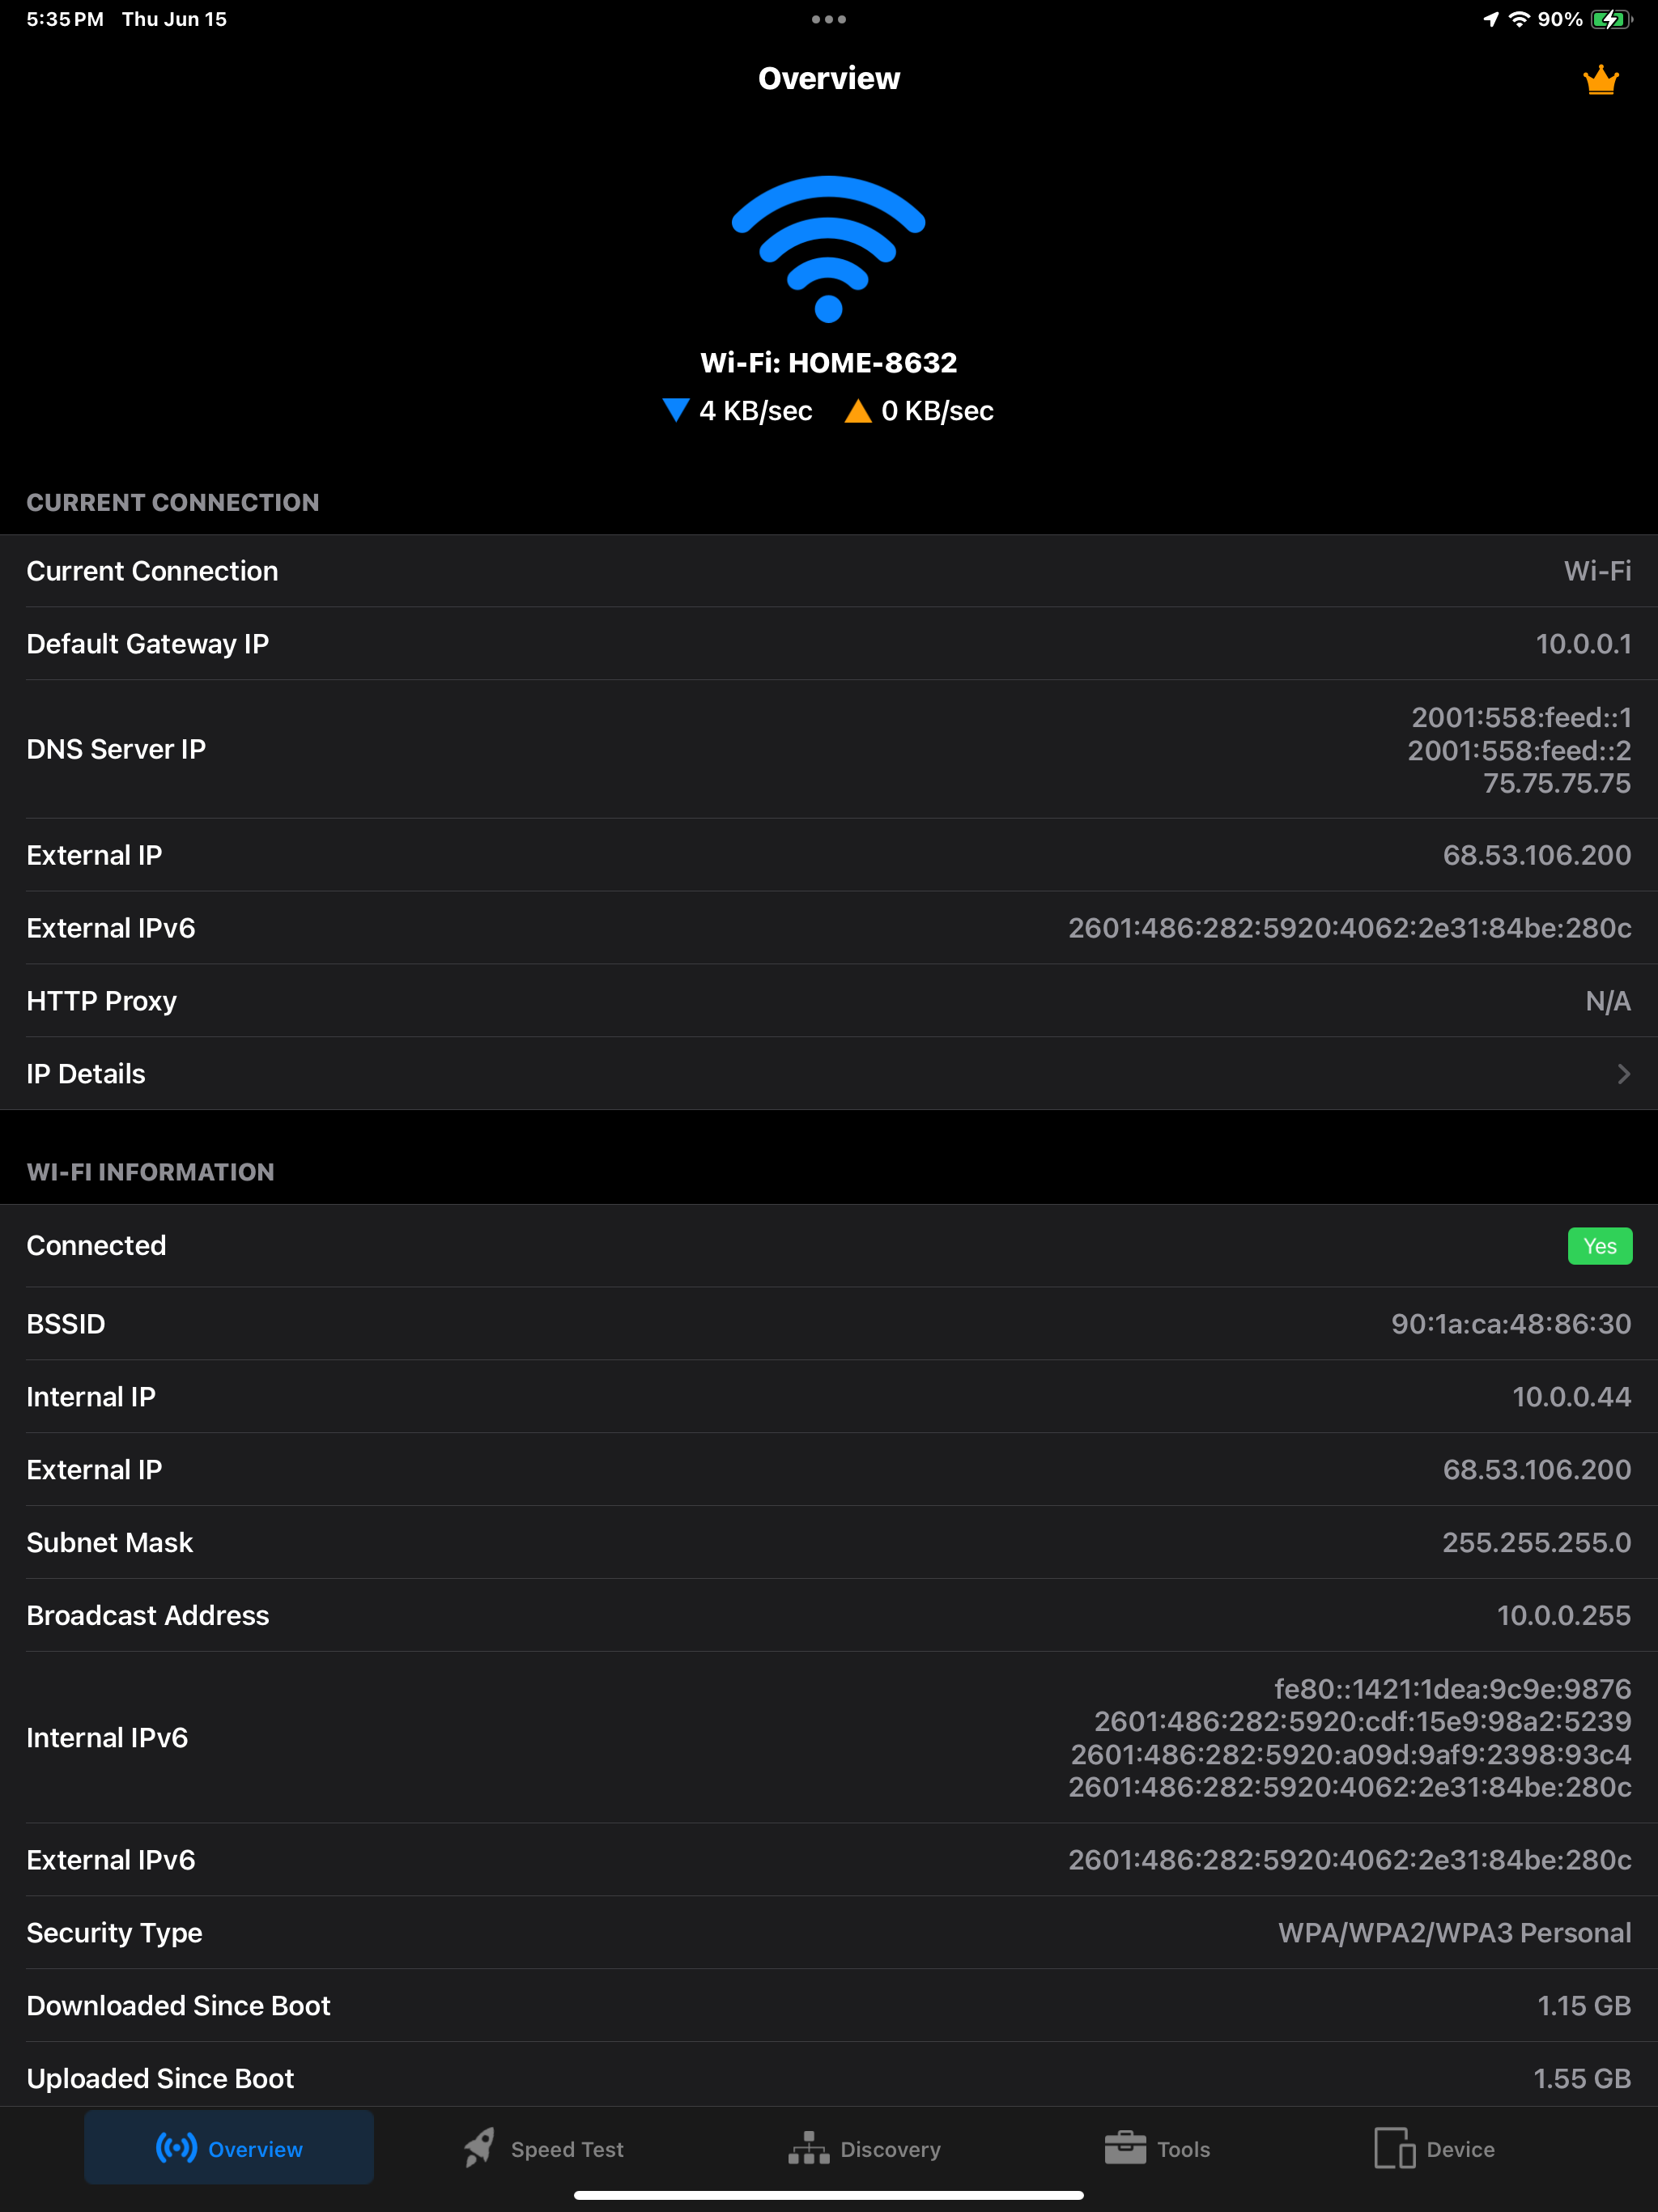 5:35 PM Thu Jun 15
90%
Overview
Wi-Fi: HOME-8632
4 KB/sec 0 KB/sec
CURRENT CONNECTION
Current Connection Wi-Fi
Default Gateway IP 10.0.0.1
DNS Server IP
2001:558:feed::1
2001:558:feed::2
75.75.75.75
External IP 68.53.106.200
External IPv6 2601:486:282:5920:4062:2e31:84be:280c
HTTP Proxy N/A
IP Details
WI-FI INFORMATION
Connected Yes
BSSID 90:1a:ca:48:86:30
Internal IP 10.0.0.44
External IP 68.53.106.200
Subnet Mask 255.255.255.0
Broadcast Address 10.0.0.255
Internal IPv6
fe80::1421:1dea:9c9e:9876
2601:486:282:5920:cdf:15e9:98a2:5239
2601:486:282:5920:a09d:9af9:2398:93c4
2601:486:282:5920:4062:2e31:84be:280c
External IPv6 2601:486:282:5920:4062:2e31:84be:280c
Security Type WPA/WPA2/WPA3 Personal
Downloaded Since Boot 1.15 GB
Uploaded Since Boot 1.55 GB
Overview Speed Test Discovery Tools Device